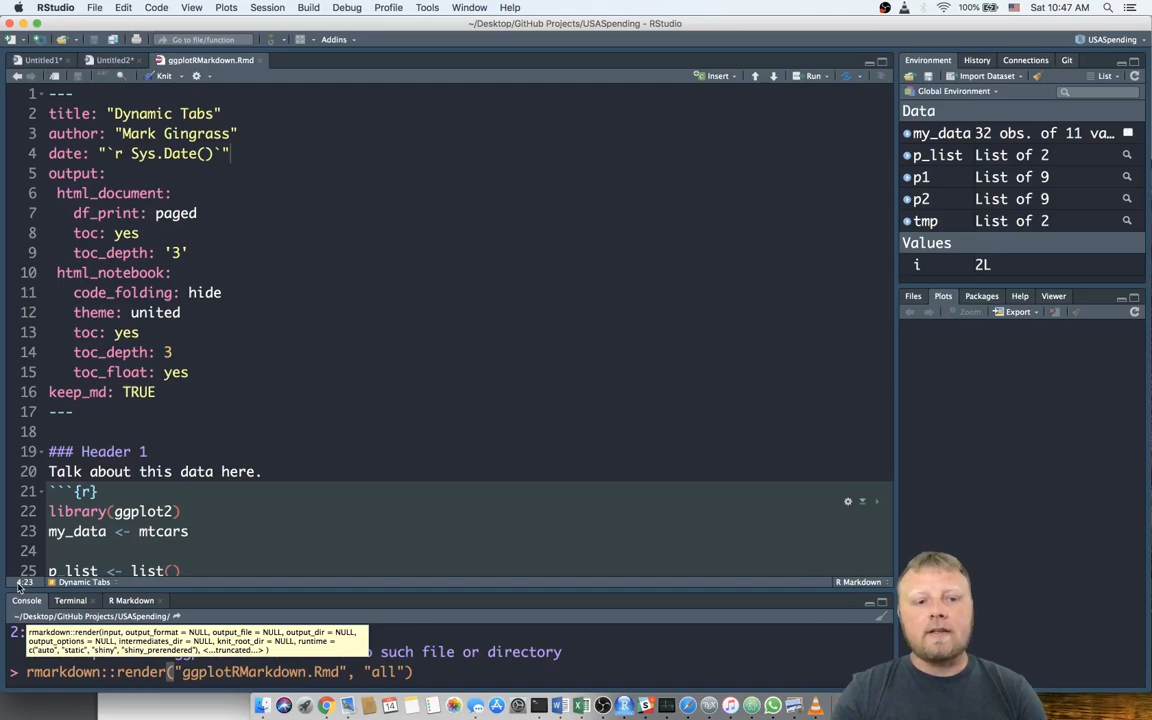 RStudio File Edit Code View Plots Session Build Debug Profile Tools Window Help 100% Sat 10:47 AM
~/Desktop/GitHub Projects/USASpending - RStudio
Go to file/function Addins USASpending
Untitled1* Untitled2* ggplotRMarkdown.Rmd
Knit Insert Run
1 ---
2 title: "Dynamic Tabs"
3 author: "Mark Gingrass"
4 date: "`r Sys.Date()`"
5 output:
6 html_document:
7 df_print: paged
8 toc: yes
9 toc_depth: '3'
10 html_notebook:
11 code_folding: hide
12 theme: united
13 toc: yes
14 toc_depth: 3
15 toc_float: yes
16 keep_md: TRUE
17 ---
18
19 ### Header 1
20 Talk about this data here.
21 ```{r}
22 library(ggplot2)
23 my_data <- mtcars
24
25 p_list <- list()
4:23 Dynamic Tabs R Markdown
Console Terminal R Markdown
~/Desktop/GitHub Projects/USASpending/
2:
rmarkdown::render(input, output_format = NULL, output_file = NULL, output_dir = NULL,
output_options = NULL, intermediates_dir = NULL, knit_root_dir = NULL, runtime =
c("auto", "static", "shiny", "shiny_prerendered"), <...truncated...> )
o such file or directory
> rmarkdown::render("ggplotRMarkdown.Rmd", "all")
Environment History Connections Git
Import Dataset List
Global Environment
Data
my_data 32 obs. of 11 va...
p_list List of 2
p1 List of 9
p2 List of 9
tmp List of 2
Values
i 2L
Files Plots Packages Help Viewer
Zoom Export